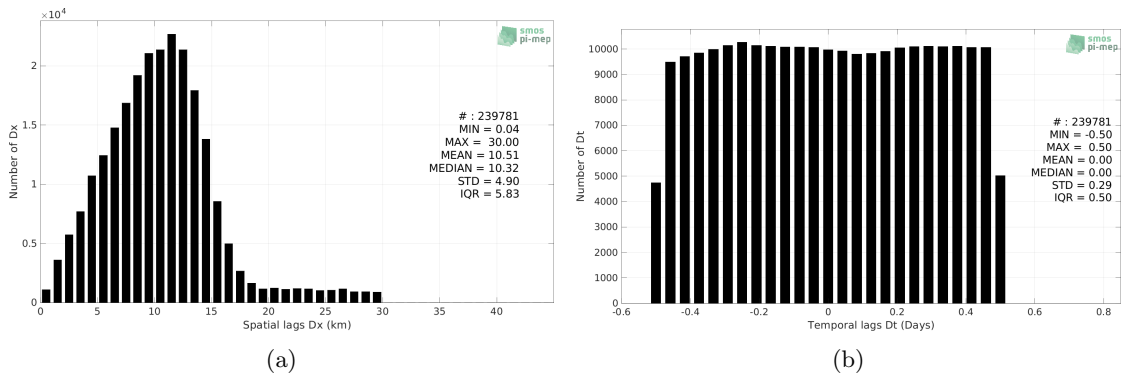 ×10⁴
smos
pi-mep
2
1.5
1
0.5
0
Number of Dx
# : 239781
MIN = 0.04
MAX = 30.00
MEAN = 10.51
MEDIAN = 10.32
STD = 4.90
IQR = 5.83
0 5 10 15 20 25 30 35 40
Spatial lags Dx (km)
(a)
smos
pi-mep
10000
9000
8000
7000
6000
5000
4000
3000
2000
1000
0
Number of Dt
# : 239781
MIN = -0.50
MAX = 0.50
MEAN = 0.00
MEDIAN = 0.00
STD = 0.29
IQR = 0.50
-0.6 -0.4 -0.2 0 0.2 0.4 0.6 0.8
Temporal lags Dt (Days)
(b)